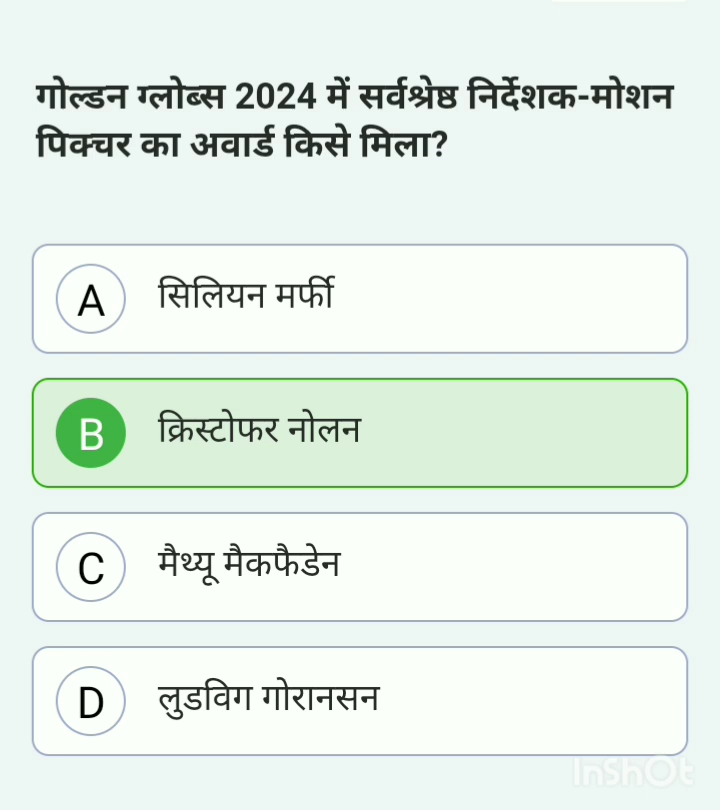 गोल्डन ग्लोब्स 2024 में सर्वश्रेष्ठ निर्देशक-मोशन
पिक्चर का अवार्ड किसे मिला?
A सिलियन मर्फी
B क्रिस्टोफर नोलन
C मैथ्यू मैकफैडेन
D लुडविग गोरानसन
InShOt